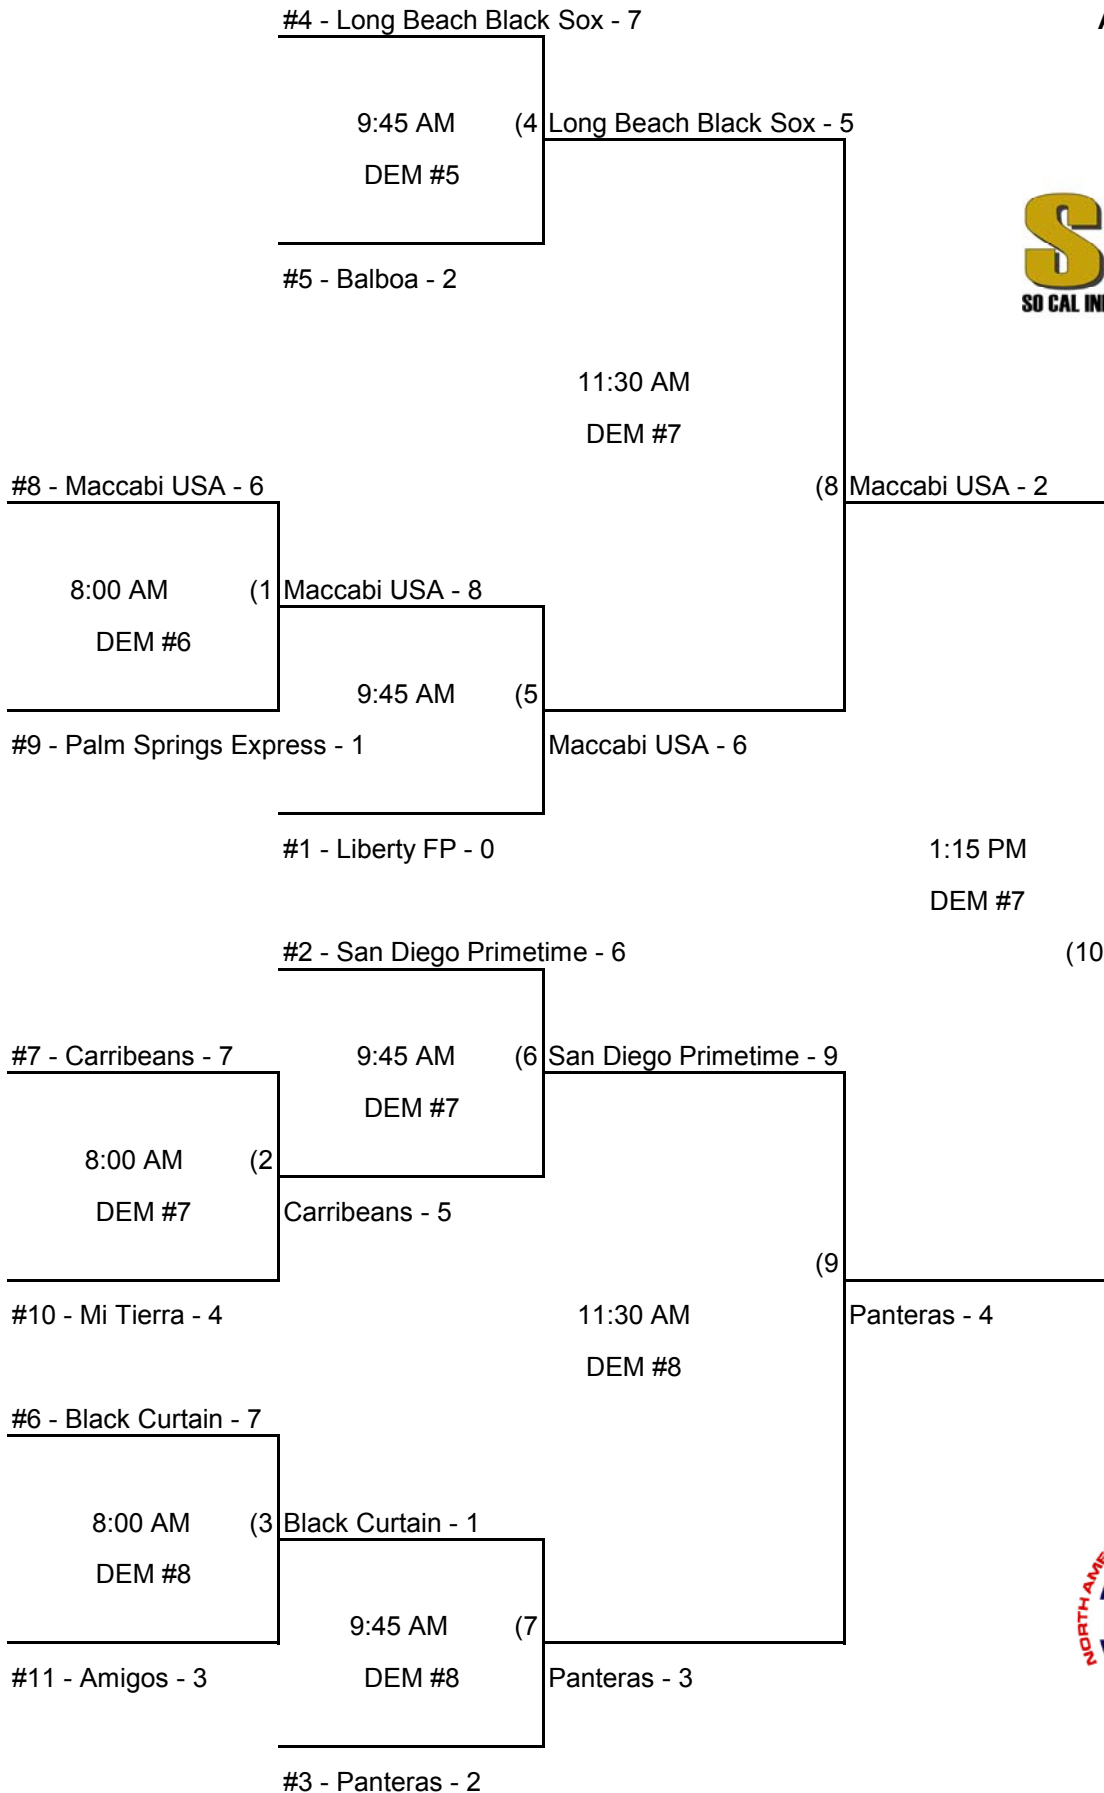 #4 - Long Beach Black Sox - 7
9:45 AM (4 Long Beach Black Sox - 5
DEM #5
SO CAL
#5 - Balboa - 2
11:30 AM
DEM #7
#8 - Maccabi USA - 6 (8 Maccabi USA - 2
8:00 AM (1 Maccabi USA - 8
DEM #6
9:45 AM (5
#9 - Palm Springs Express - 1 Maccabi USA - 6
#1 - Liberty FP - 0 1:15 PM
DEM #7
#2 - San Diego Primetime - 6 (10
#7 - Carribeans - 7 9:45 AM (6 San Diego Primetime - 9
DEM #7
8:00 AM (2
DEM #7 Carribeans - 5
(9
#10 - Mi Tierra - 4 11:30 AM Panteras - 4
DEM #8
#6 - Black Curtain - 7
8:00 AM (3 Black Curtain - 1
DEM #8
9:45 AM (7
#11 - Amigos - 3 DEM #8 Panteras - 3
#3 - Panteras - 2
NORTH